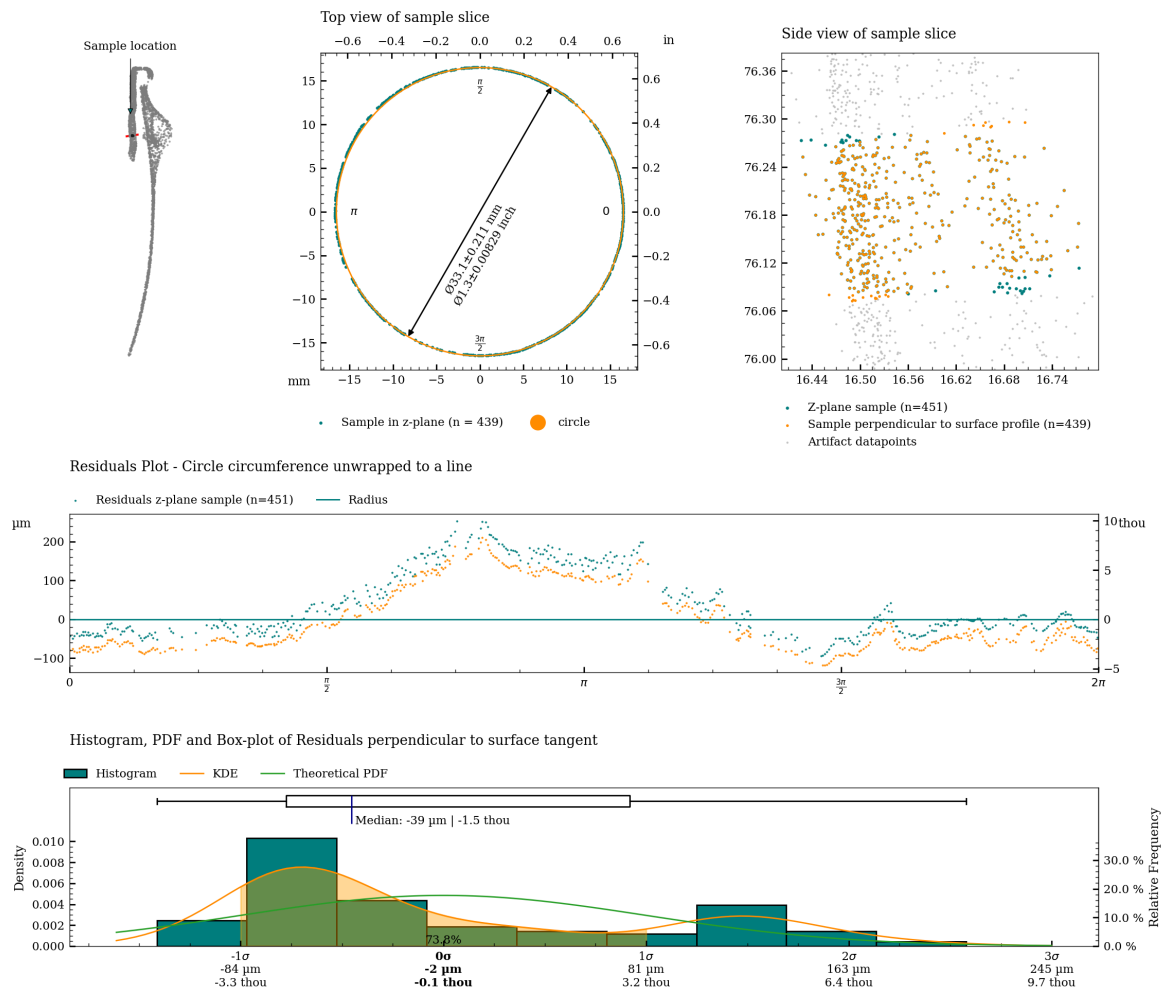 Top view of sample slice
Sample location
−0.6 −0.4 −0.2 0.0 0.2 0.4 0.6 in
15
10
5
0
−5
−10
−15
mm
0.6
0.4
0.2
0.0
−0.2
−0.4
−0.6
π/2
π
0
3π/2
Ø33.1±0.211 mm
Ø1.3±0.00829 inch
−15 −10 −5 0 5 10 15
Sample in z-plane (n = 439)
circle
Side view of sample slice
76.36
76.30
76.24
76.18
76.12
76.06
76.00
16.44 16.50 16.56 16.62 16.68 16.74
Z-plane sample (n=451)
Sample perpendicular to surface profile (n=439)
Artifact datapoints
Residuals Plot - Circle circumference unwrapped to a line
Residuals z-plane sample (n=451)
Radius
µm
200
100
0
−100
10 thou
5
0
−5
0 π/2 π 3π/2 2π
Histogram, PDF and Box-plot of Residuals perpendicular to surface tangent
Histogram
KDE
Theoretical PDF
Median: -39 µm | -1.5 thou
Density
0.010
0.008
0.006
0.004
0.002
0.000
73.8%
30.0 %
20.0 %
10.0 %
0.0 %
Relative Frequency
-1σ 0σ 1σ 2σ 3σ
-84 µm -2 µm 81 µm 163 µm 245 µm
-3.3 thou -0.1 thou 3.2 thou 6.4 thou 9.7 thou